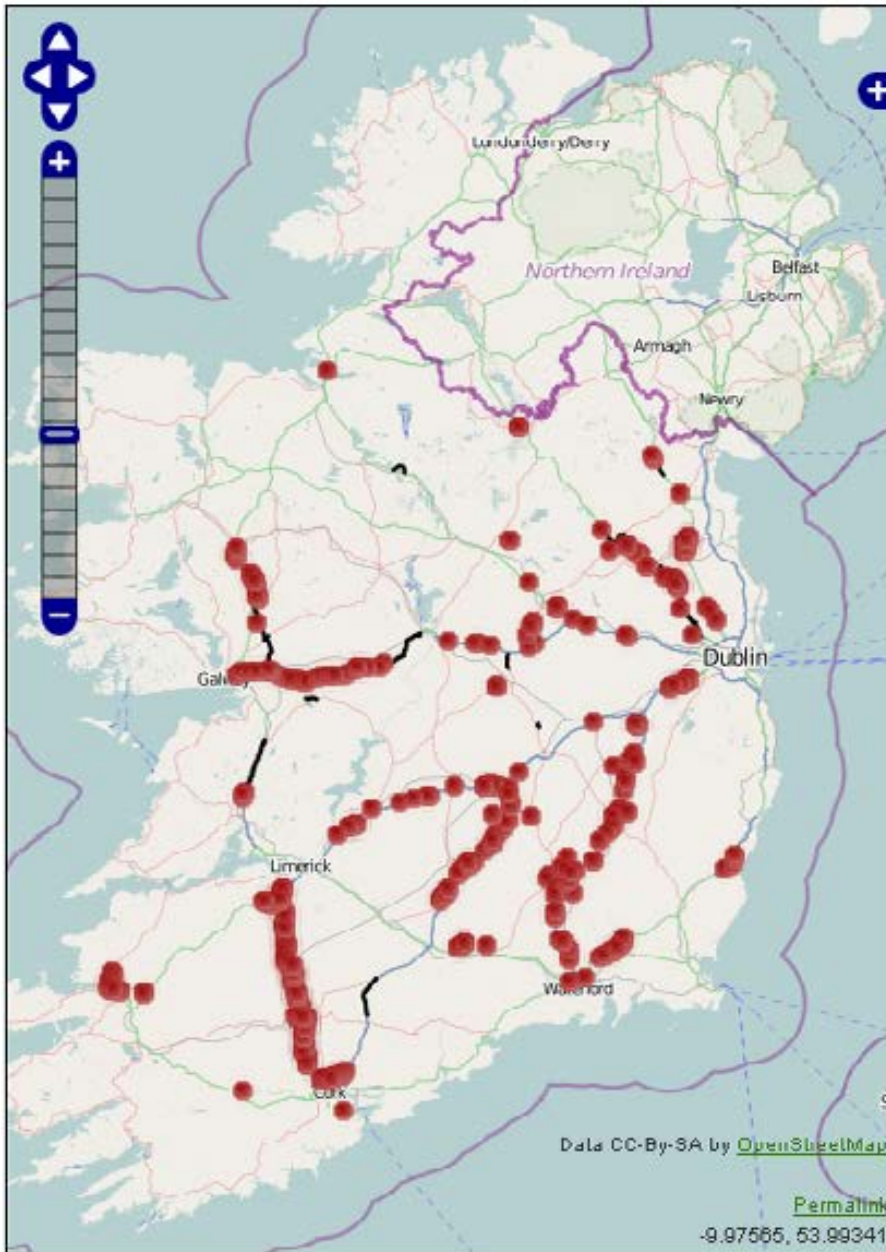 Londonderry/Derry
Northern Ireland
Belfast
Lisburn
Armagh
Newry
Dublin
Galway
Limerick
Waterford
Cork
Data CC-By-SA by OpenStreetMap
Permalink
-9.97565, 53.99341